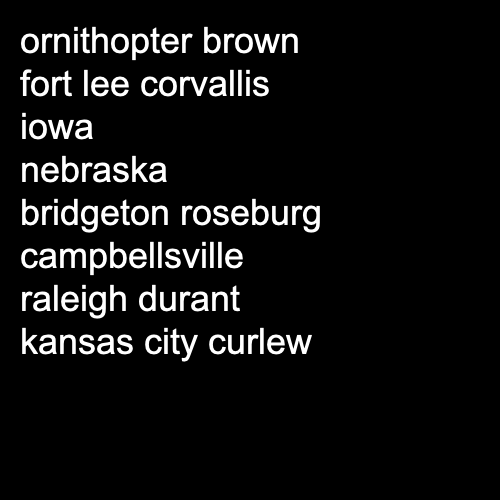 ornithopter brown
fort lee corvallis
iowa
nebraska
bridgeton roseburg
campbellsville
raleigh durant
kansas city curlew